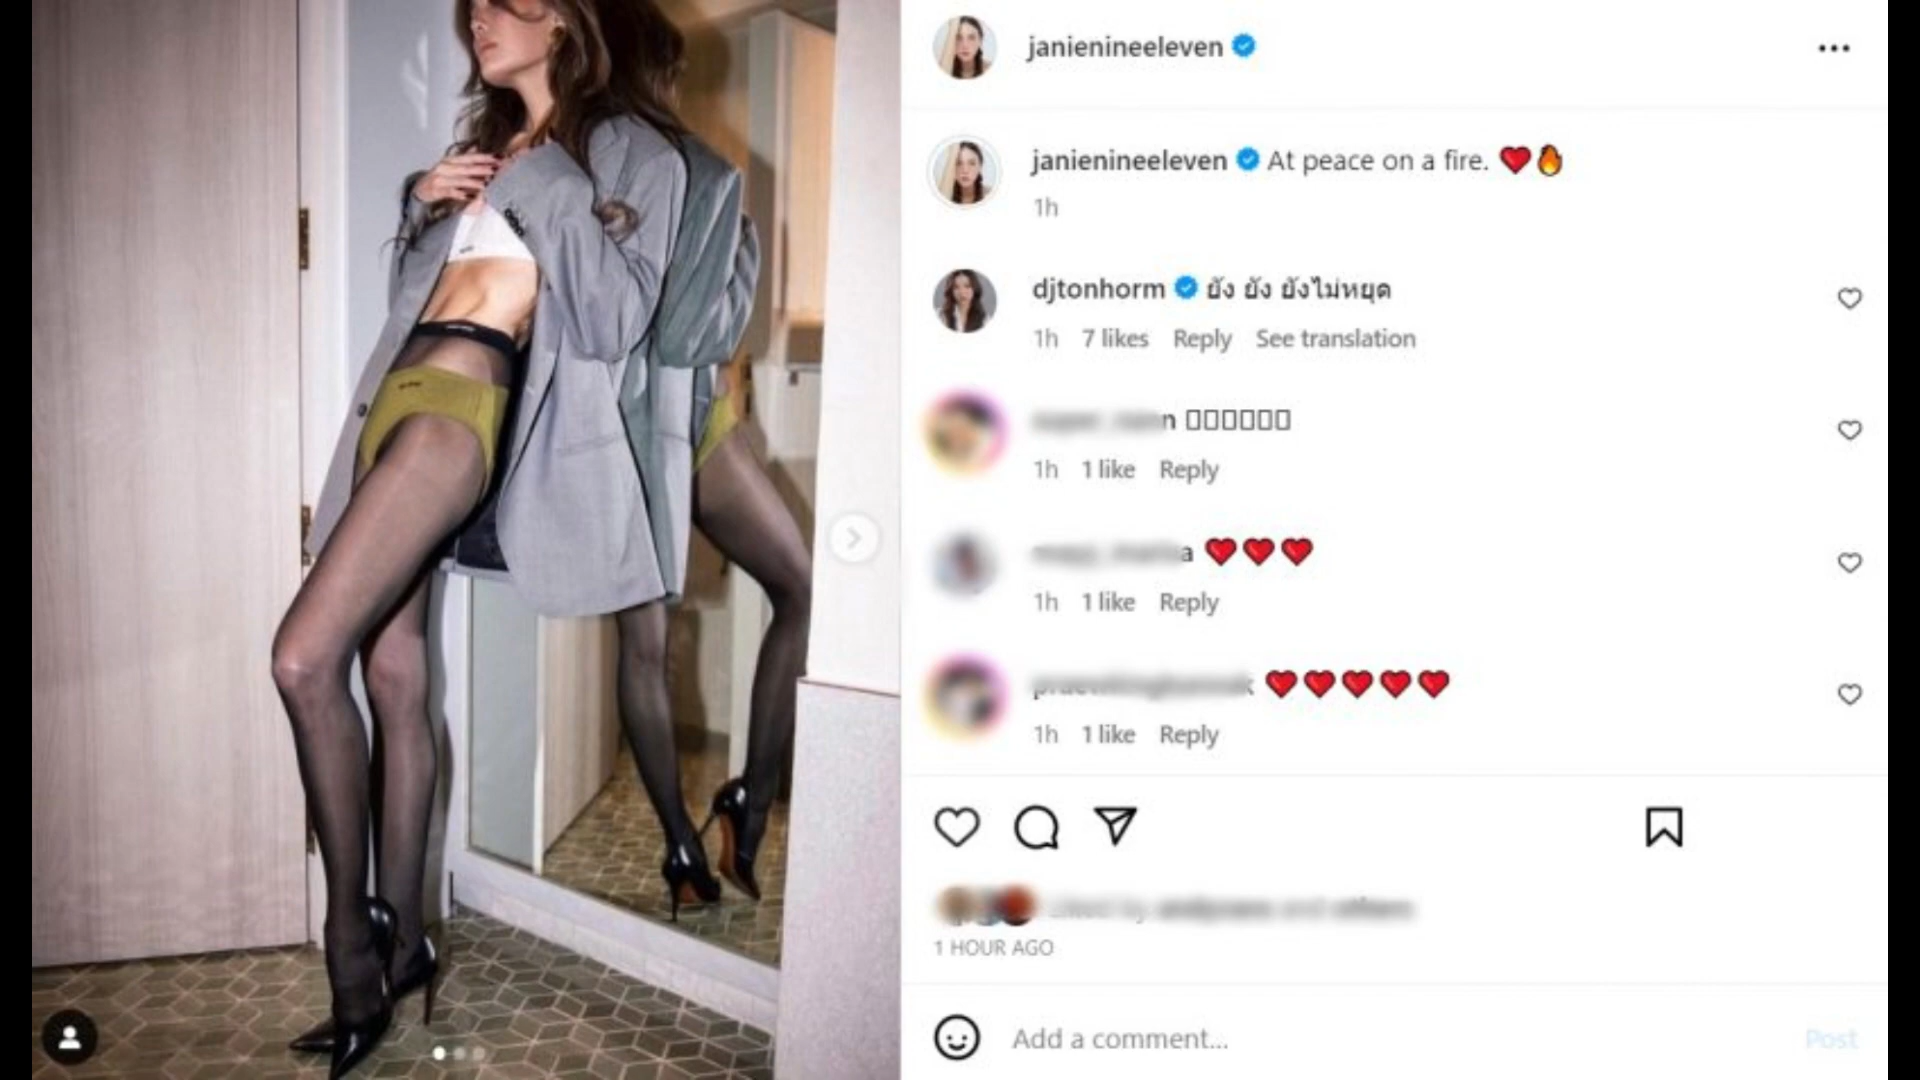 janienineeleven
janienineeleven At peace on a fire. ❤️🔥
1h
djtonhorm ยัง ยัง ยังไม่หยุด
1h 7 likes Reply See translation
1h 1 like Reply
❤️❤️❤️
1h 1 like Reply
❤️❤️❤️❤️❤️
1h 1 like Reply
1 HOUR AGO
Add a comment... Post